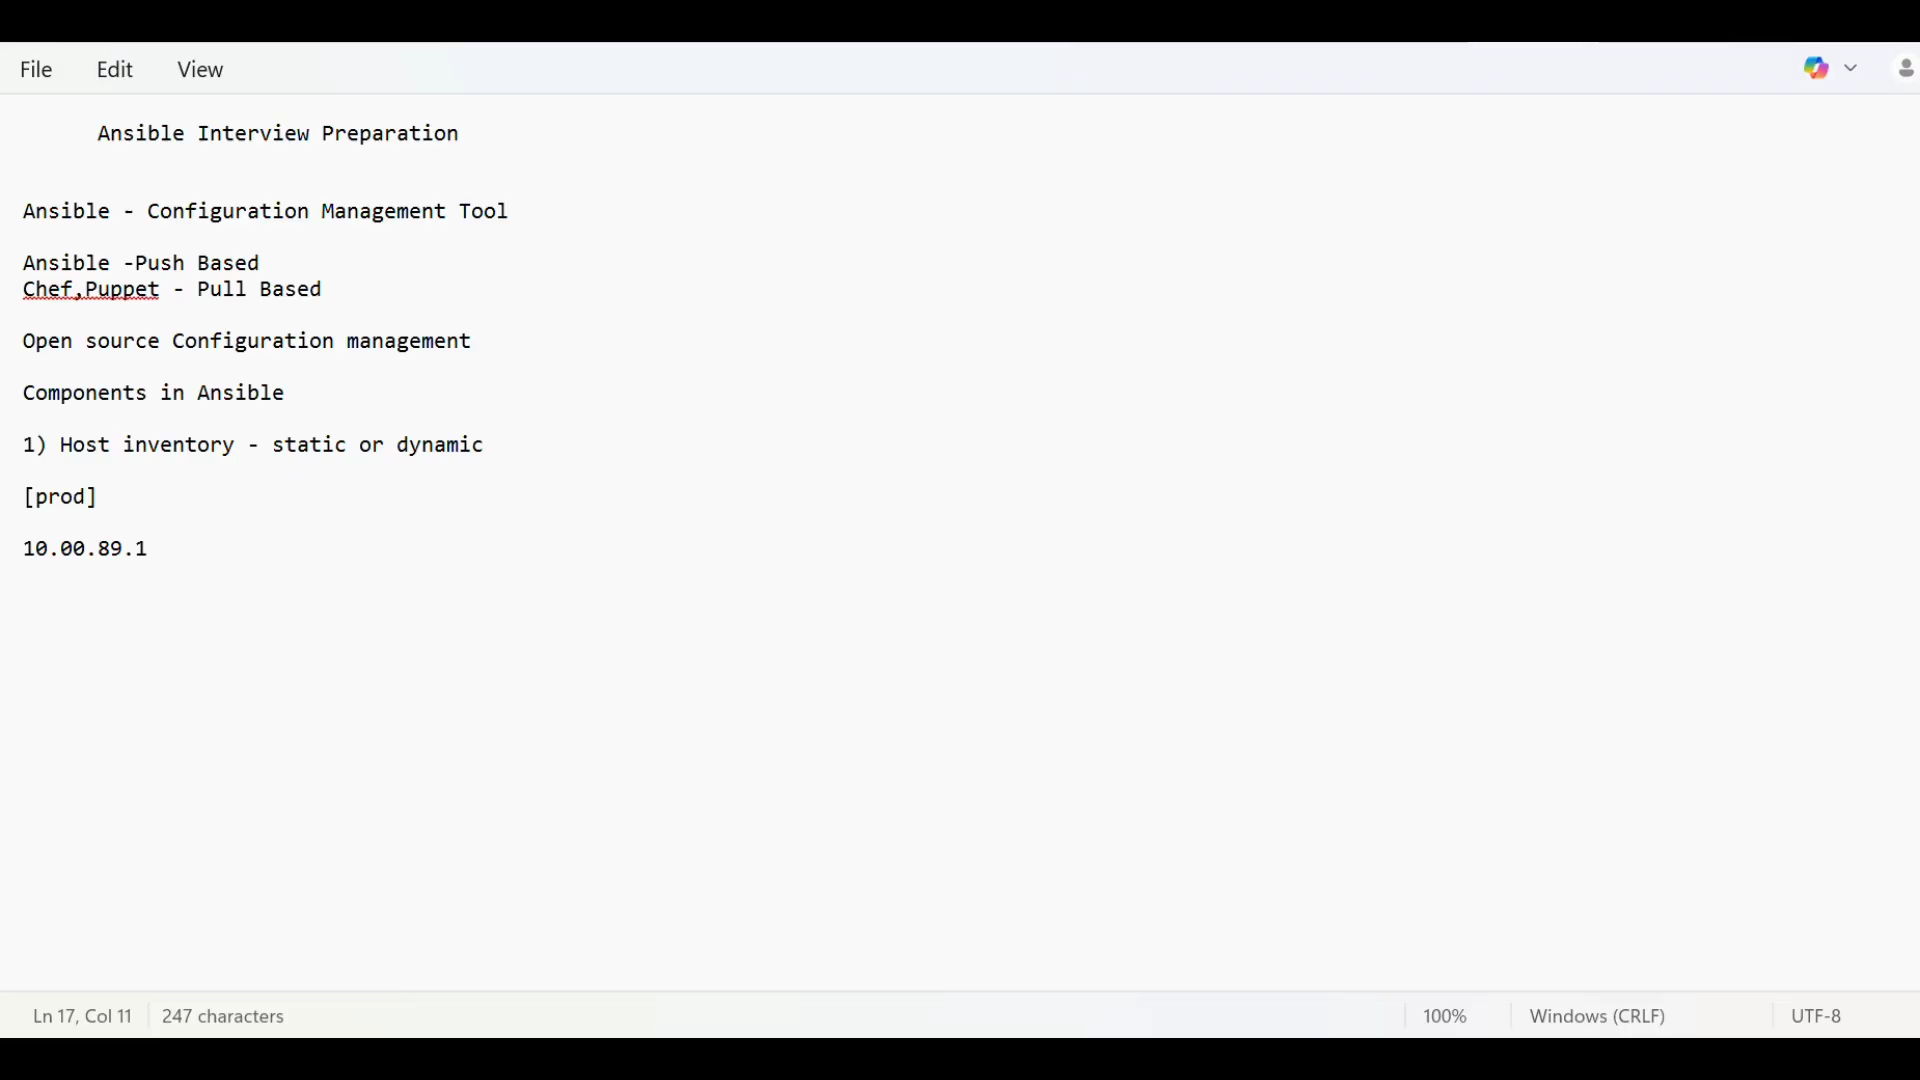 File Edit View
Ansible Interview Preparation
Ansible - Configuration Management Tool
Ansible -Push Based
Chef,Puppet - Pull Based
Open source Configuration management
Components in Ansible
1) Host inventory - static or dynamic
[prod]
10.00.89.1
Ln 17, Col 11 247 characters 100% Windows (CRLF) UTF-8